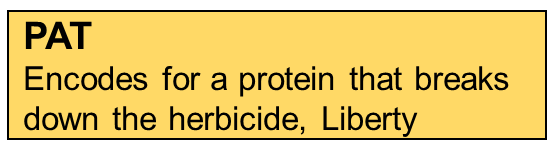 PAT
Encodes for a protein that breaks
down the herbicide, Liberty